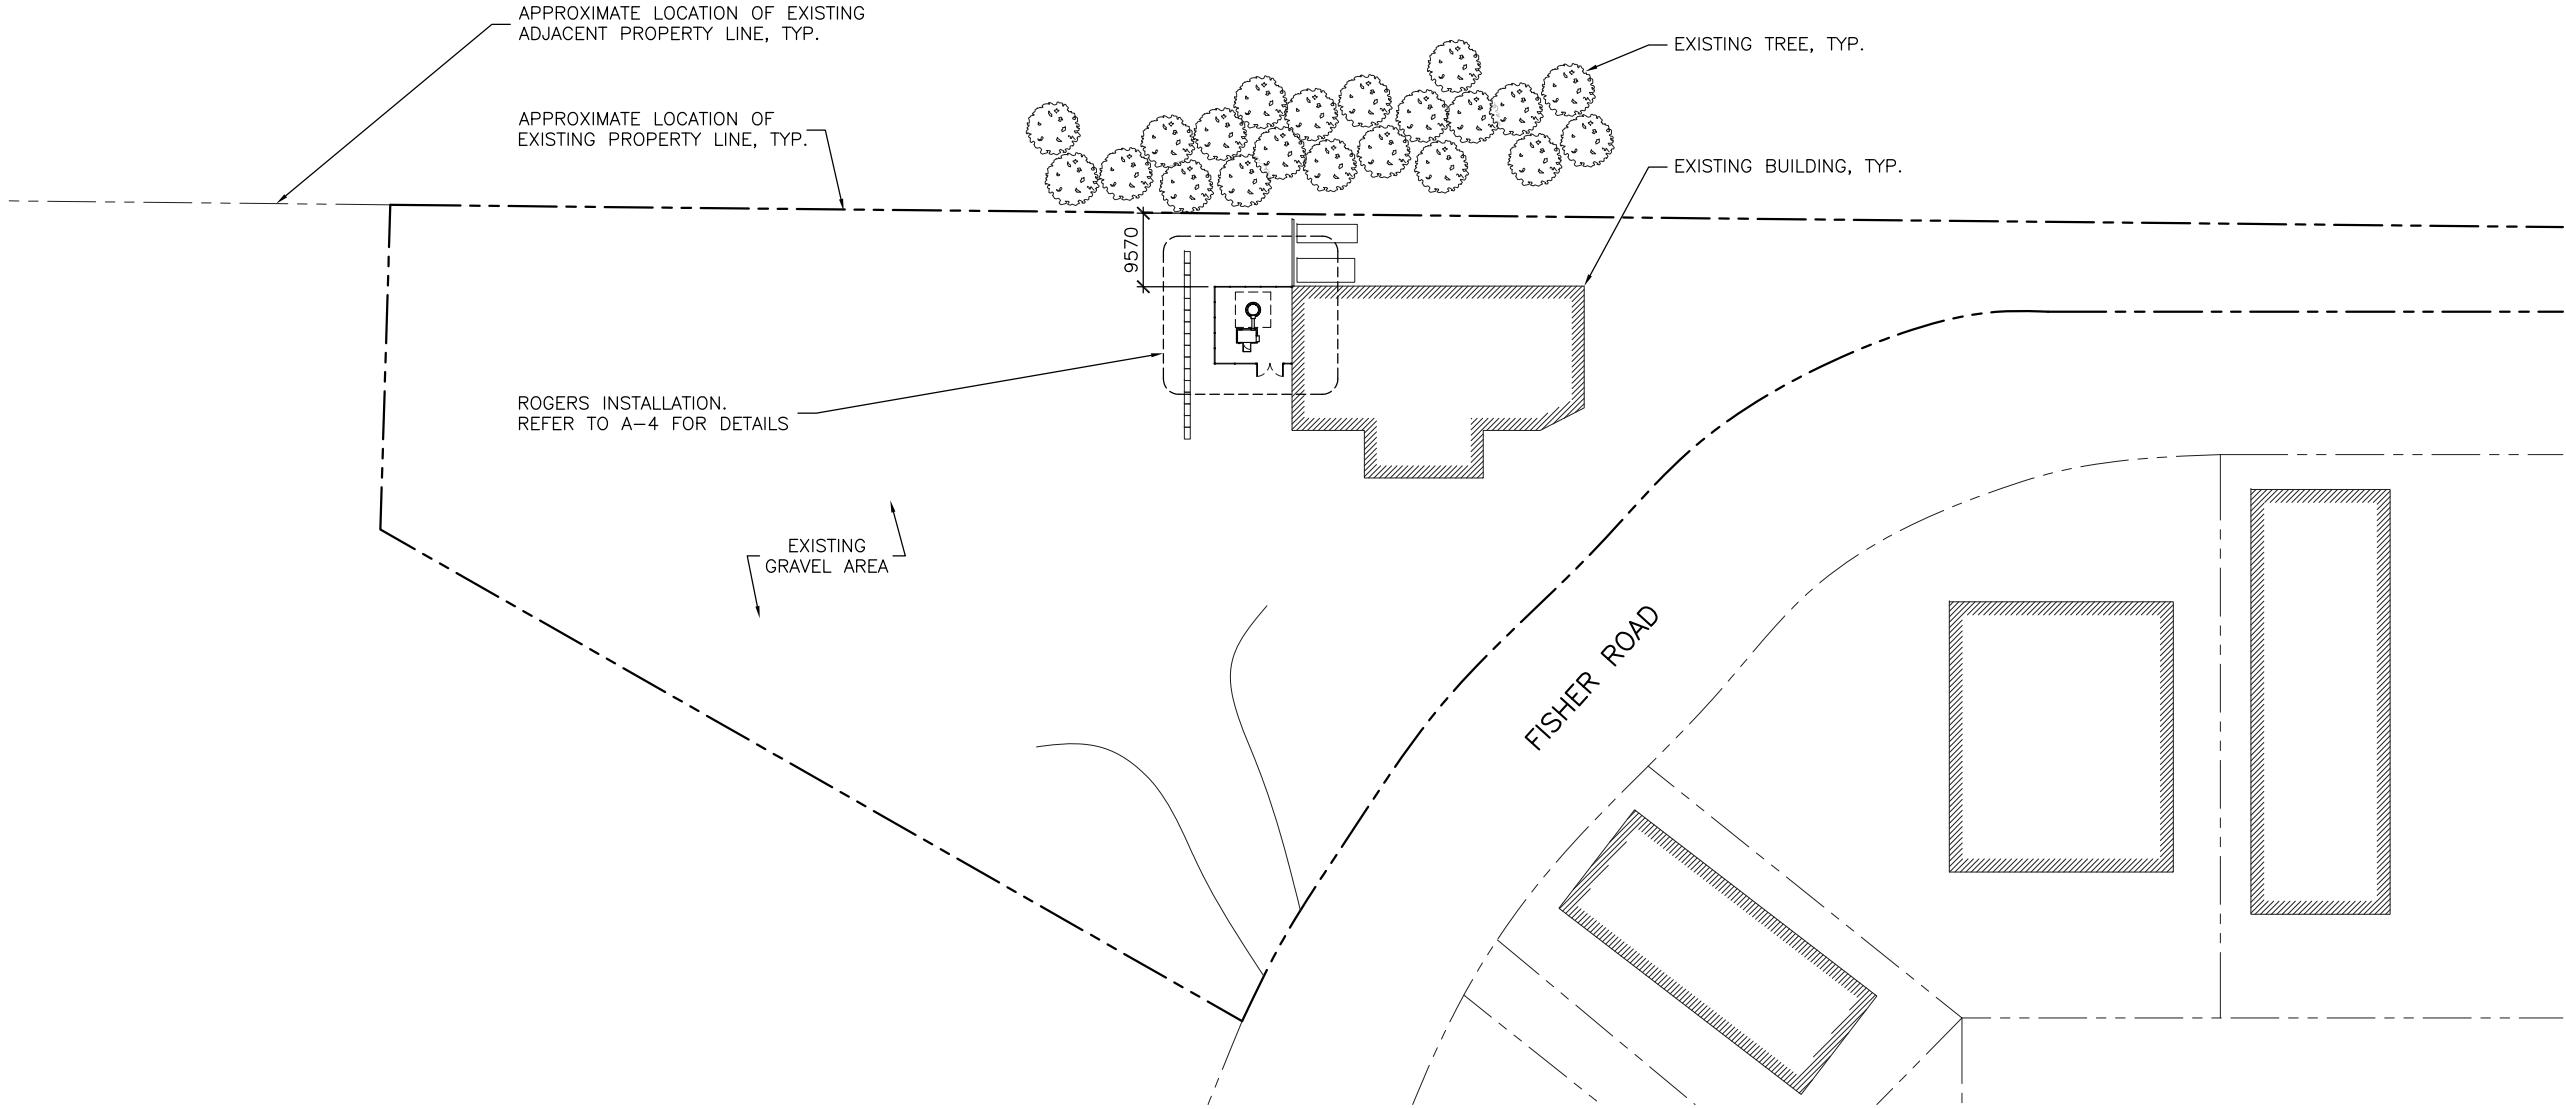 APPROXIMATE LOCATION OF EXISTING
ADJACENT PROPERTY LINE, TYP.
EXISTING TREE, TYP.
APPROXIMATE LOCATION OF
EXISTING PROPERTY LINE, TYP.
EXISTING BUILDING, TYP.
9570
ROGERS INSTALLATION.
REFER TO A-4 FOR DETAILS
EXISTING
GRAVEL AREA
FISHER ROAD